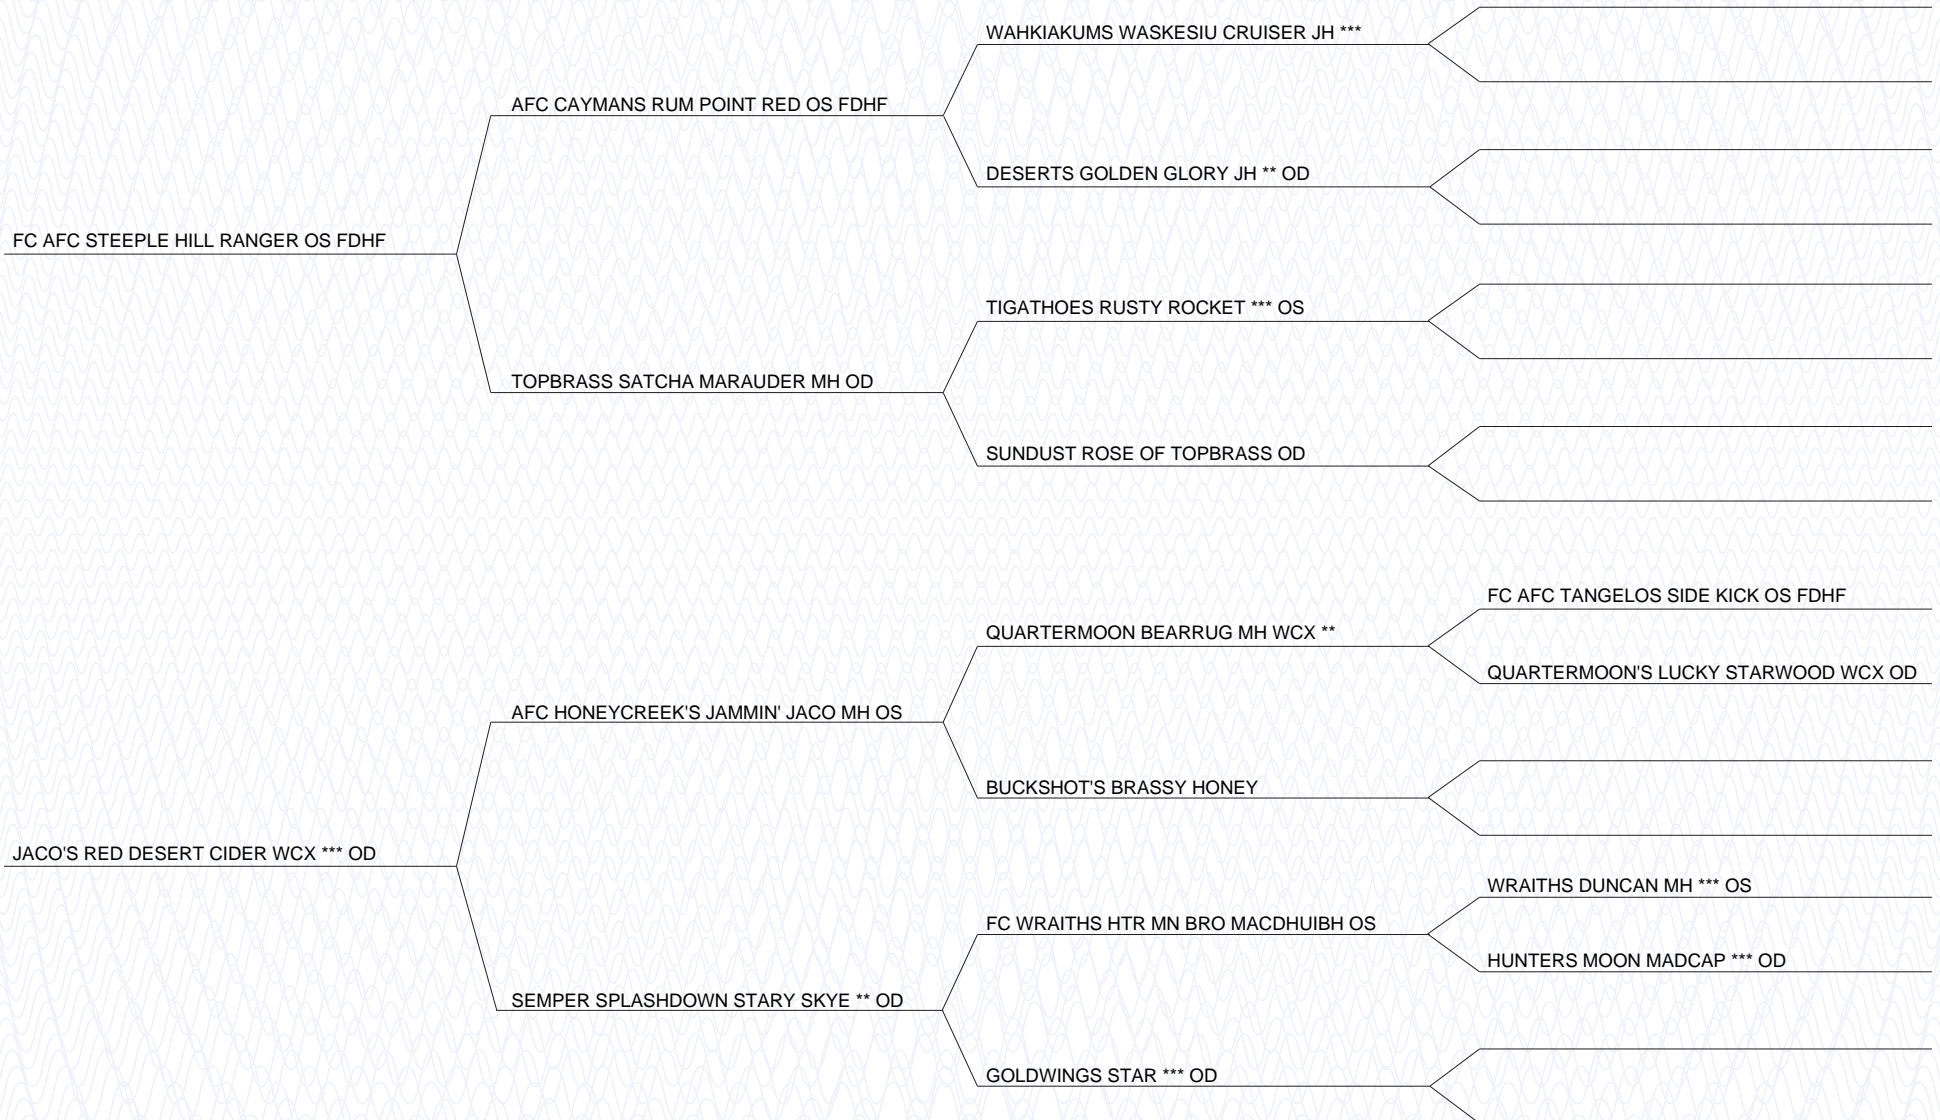 WAHKIAKUMS WASKESIU CRUISER JH ***
AFC CAYMANS RUM POINT RED OS FDHF
DESERTS GOLDEN GLORY JH ** OD
FC AFC STEEPLE HILL RANGER OS FDHF
TIGATHOES RUSTY ROCKET *** OS
TOPBRASS SATCHA MARAUDER MH OD
SUNDUST ROSE OF TOPBRASS OD
FC AFC TANGELOS SIDE KICK OS FDHF
QUARTERMOON BEARRUG MH WCX **
QUARTERMOON'S LUCKY STARWOOD WCX OD
AFC HONEYCREEK'S JAMMIN' JACO MH OS
BUCKSHOT'S BRASSY HONEY
JACO'S RED DESERT CIDER WCX *** OD
WRAITHS DUNCAN MH *** OS
FC WRAITHS HTR MN BRO MACDHUIBH OS
HUNTERS MOON MADCAP *** OD
SEMPER SPLASHDOWN STARY SKYE ** OD
GOLDWINGS STAR *** OD